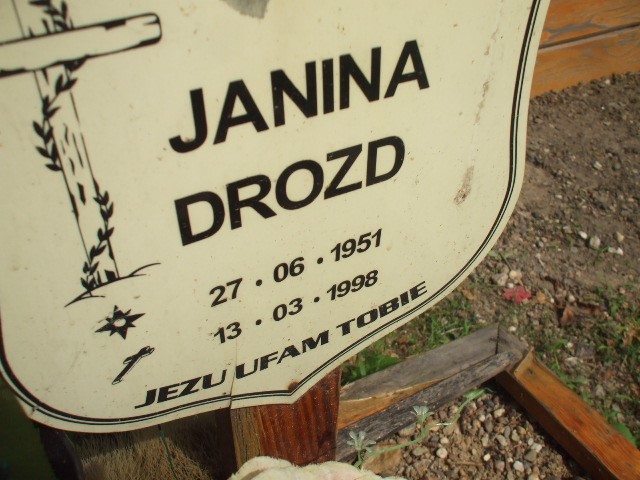 JANINA
DROZD
27 · 06 · 1951
13 · 03 · 1998
JEZU UFAM TOBIE